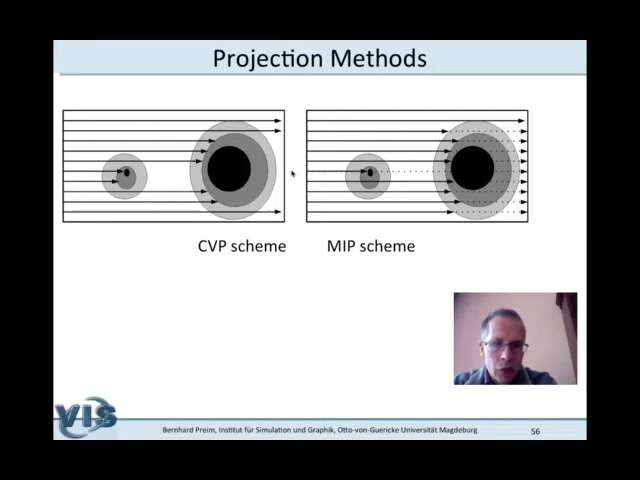 Projection Methods
CVP scheme
MIP scheme
VIS
Bernhard Preim, Institut für Simulation und Graphik, Otto-von-Guericke Universität Magdeburg
56